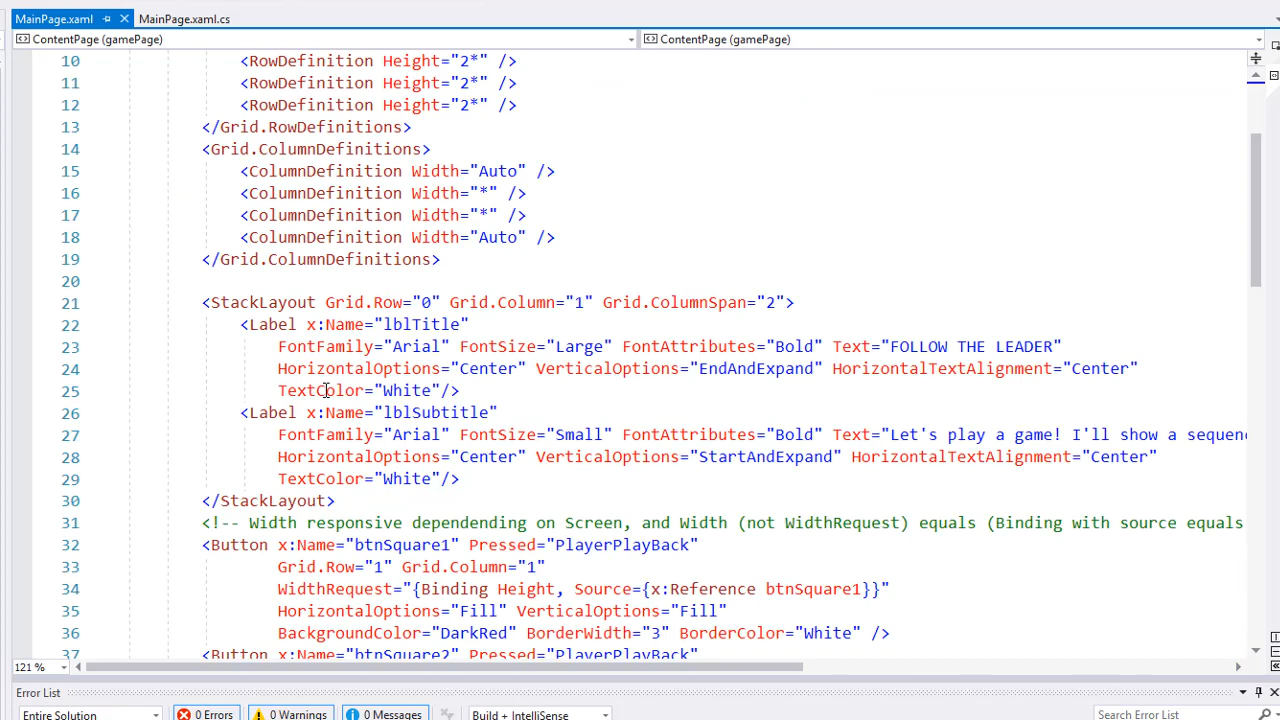 MainPage.xaml MainPage.xaml.cs
ContentPage (gamePage) ContentPage (gamePage)
10 <RowDefinition Height="2*" />
11 <RowDefinition Height="2*" />
12 <RowDefinition Height="2*" />
13 </Grid.RowDefinitions>
14 <Grid.ColumnDefinitions>
15 <ColumnDefinition Width="Auto" />
16 <ColumnDefinition Width="*" />
17 <ColumnDefinition Width="*" />
18 <ColumnDefinition Width="Auto" />
19 </Grid.ColumnDefinitions>
20
21 <StackLayout Grid.Row="0" Grid.Column="1" Grid.ColumnSpan="2">
22 <Label x:Name="lblTitle"
23 FontFamily="Arial" FontSize="Large" FontAttributes="Bold" Text="FOLLOW THE LEADER"
24 HorizontalOptions="Center" VerticalOptions="EndAndExpand" HorizontalTextAlignment="Center"
25 TextColor="White"/>
26 <Label x:Name="lblSubtitle"
27 FontFamily="Arial" FontSize="Small" FontAttributes="Bold" Text="Let's play a game! I'll show a sequenc
28 HorizontalOptions="Center" VerticalOptions="StartAndExpand" HorizontalTextAlignment="Center"
29 TextColor="White"/>
30 </StackLayout>
31 <!-- Width responsive dependending on Screen, and Width (not WidthRequest) equals (Binding with source equals
32 <Button x:Name="btnSquare1" Pressed="PlayerPlayBack"
33 Grid.Row="1" Grid.Column="1"
34 WidthRequest="{Binding Height, Source={x:Reference btnSquare1}}"
35 HorizontalOptions="Fill" VerticalOptions="Fill"
36 BackgroundColor="DarkRed" BorderWidth="3" BorderColor="White" />
37 <Button x:Name="btnSquare2" Pressed="PlayerPlayBack"
121 %
Error List
Entire Solution 0 Errors 0 Warnings 0 Messages Build + IntelliSense Search Error List